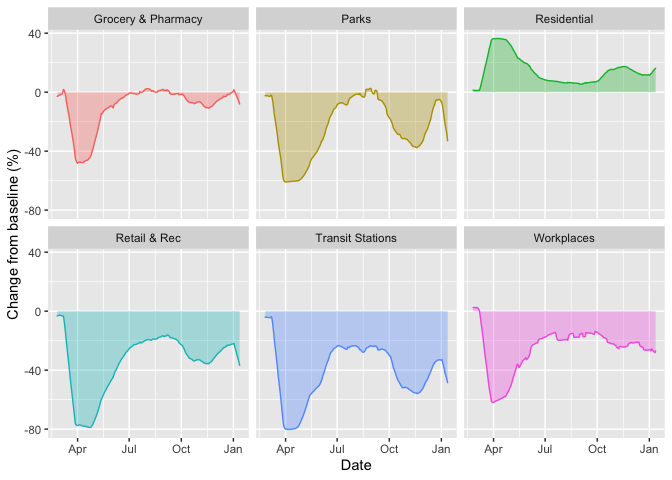 Grocery & Pharmacy
Parks
Residential
40
0
-40
-80
Change from baseline (%)
Retail & Rec
Transit Stations
Workplaces
40
0
-40
-80
Apr Jul Oct Jan
Apr Jul Oct Jan
Apr Jul Oct Jan
Date